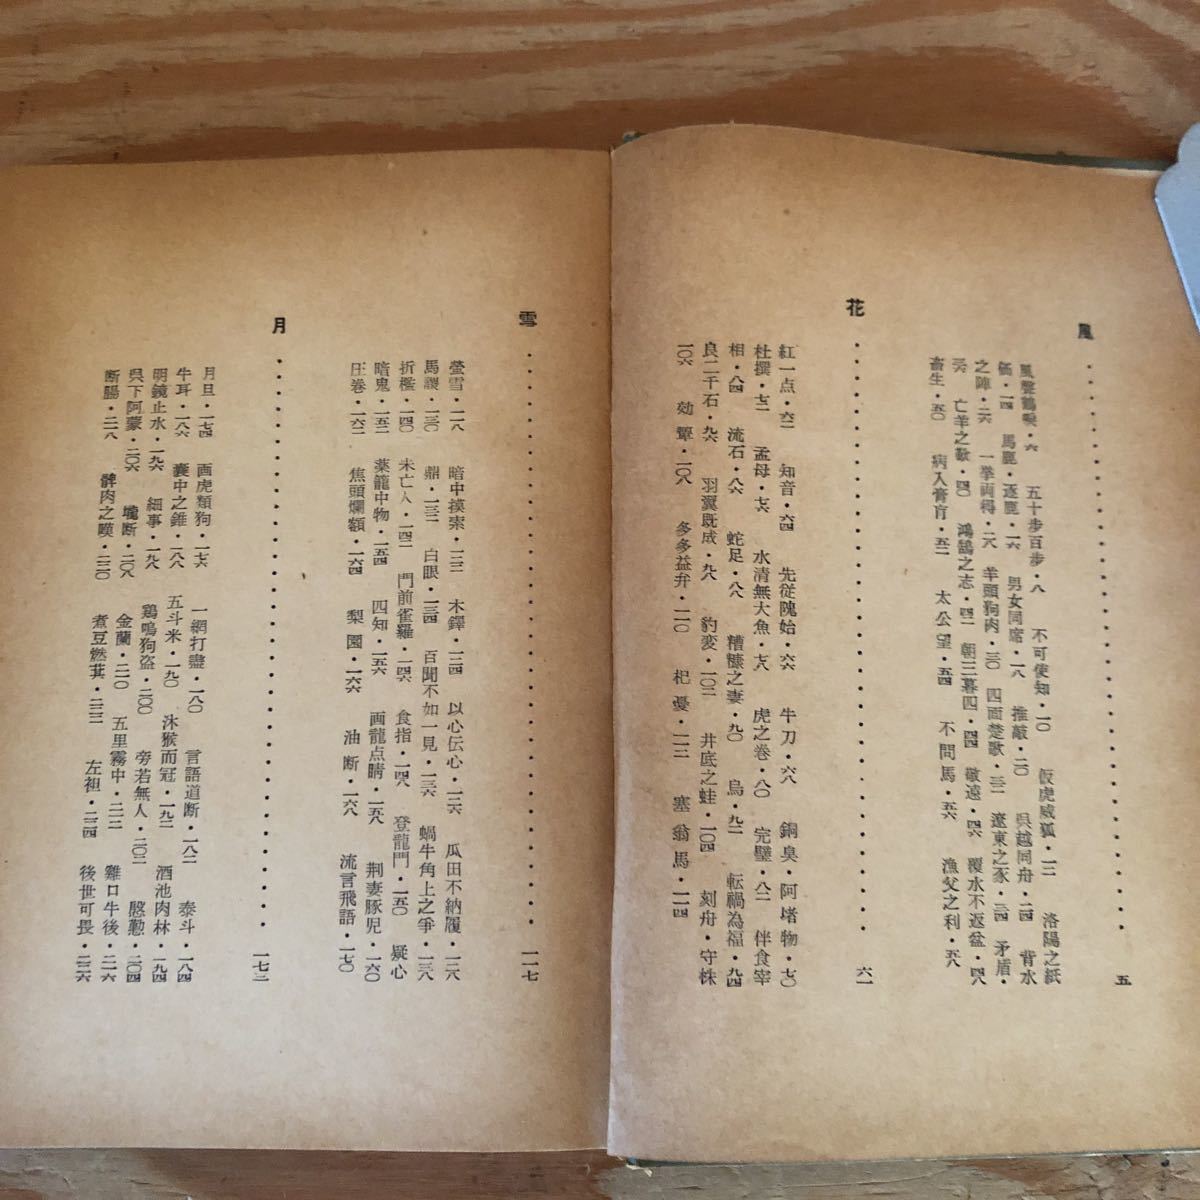 風・・・・・・・・・・・・・・・・・・・・・・・・・・・五
風聲鶴唳・六　五十歩百歩・八　不可使知・一〇　仮虎威狐・一二　洛陽之紙
価・一四　馬鹿・逐鹿・一六　男女同席・一八　推敲・二〇　呉越同舟・二四　背水
之陣・二六　一挙両得・二八　羊頭狗肉・三〇　四面楚歌・三二　遼東之豕・三四　矛盾・
三六　亡羊之歎・四〇　鴻鵠之志・四二　朝三暮四・四四　敬遠・四六　覆水不返盆・四八
畜生・五〇　病入膏肓・五二　太公望・五四　不問馬・五六　漁父之利・五八
花・・・・・・・・・・・・・・・・・・・・・・・・・・・六一
紅一点・六二　知音・六四　先従隗始・六六　牛刀・六八　銅臭・阿堵物・七〇
杜撰・七二　孟母・七六　水清無大魚・七八　虎之巻・八〇　完璧・八二　伴食宰
相・八四　流石・八六　蛇足・八八　糟糠之妻・九〇　烏・九二　転禍為福・九四
良二千石・九六　羽翼既成・九八　豹変・一〇二　井底之蛙・一〇四　刻舟・守株
一〇六　効顰・一〇八　多多益弁・一一〇　杞憂・一一二　塞翁馬・一一四
雪・・・・・・・・・・・・・・・・・・・・・・・・・・・一一七
螢雪・一一八　暗中摸索・一二二　木鐸・一二四　以心伝心・一二六　瓜田不納履・一二八
馬謖・一三〇　鼎・一三二　白眼・一三四　百聞不如一見・一三六　蝸牛角上之爭・一三八
折檻・一四〇　未亡人・一四二　門前雀羅・一四六　食指・一四八　登龍門・一五〇　疑心
暗鬼・一五二　薬籠中物・一五四　四知・一五六　画龍点睛・一五八　荊妻豚児・一六〇
圧巻・一六二　焦頭爛額・一六四　梨園・一六六　油断・一六八　流言飛語・一七〇
月・・・・・・・・・・・・・・・・・・・・・・・・・・・一七三
月旦・一七四　画虎類狗・一七六　一網打盡・一八〇　言語道断・一八二　泰斗・一八四
牛耳・一八六　嚢中之錐・一八八　五斗米・一九〇　沐猴而冠・一九二　酒池肉林・一九四
明鏡止水・一九六　細事・一九八　鶏鳴狗盗・二〇〇　旁若無人・二〇二　慇懃・二〇四
呉下阿蒙・二〇六　壟断・二〇八　金蘭・二一〇　五里霧中・二一二　雞口牛後・二一六
断腸・二一八　髀肉之嘆・二二〇　煮豆燃萁・二二二　左袒・二二四　後世可畏・二二六